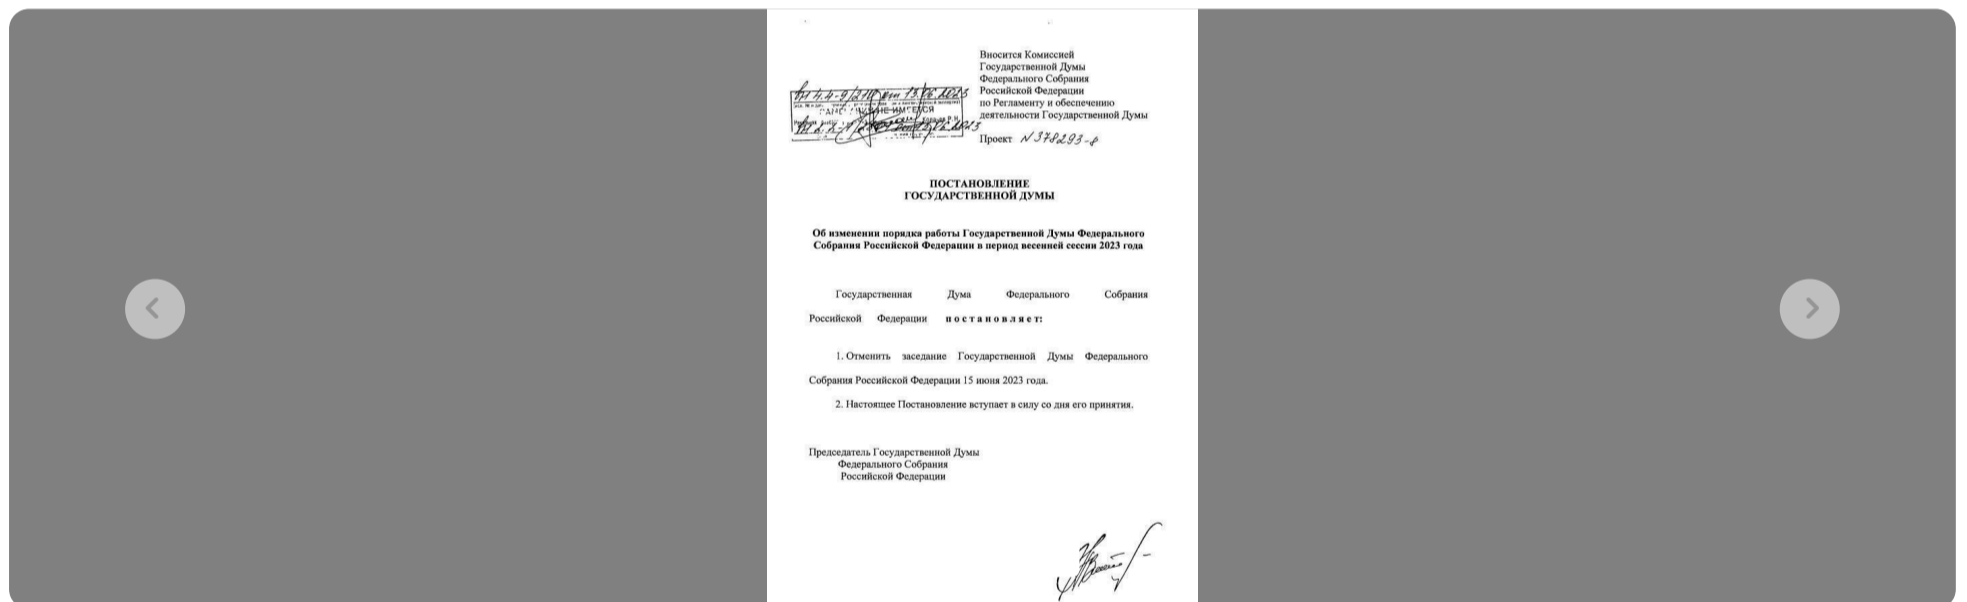 Вносится Комиссией
Государственной Думы
Федерального Собрания
Российской Федерации
по Регламенту и обеспечению
деятельности Государственной Думы
Проект N 378293-8
ПОСТАНОВЛЕНИЕ
ГОСУДАРСТВЕННОЙ ДУМЫ
Об изменении порядка работы Государственной Думы Федерального
Собрания Российской Федерации в период весенней сессии 2023 года
Государственная Дума Федерального Собрания
Российской Федерации постановляет:
1. Отменить заседание Государственной Думы Федерального
Собрания Российской Федерации 15 июня 2023 года.
2. Настоящее Постановление вступает в силу со дня его принятия.
Председатель Государственной Думы
Федерального Собрания
Российской Федерации